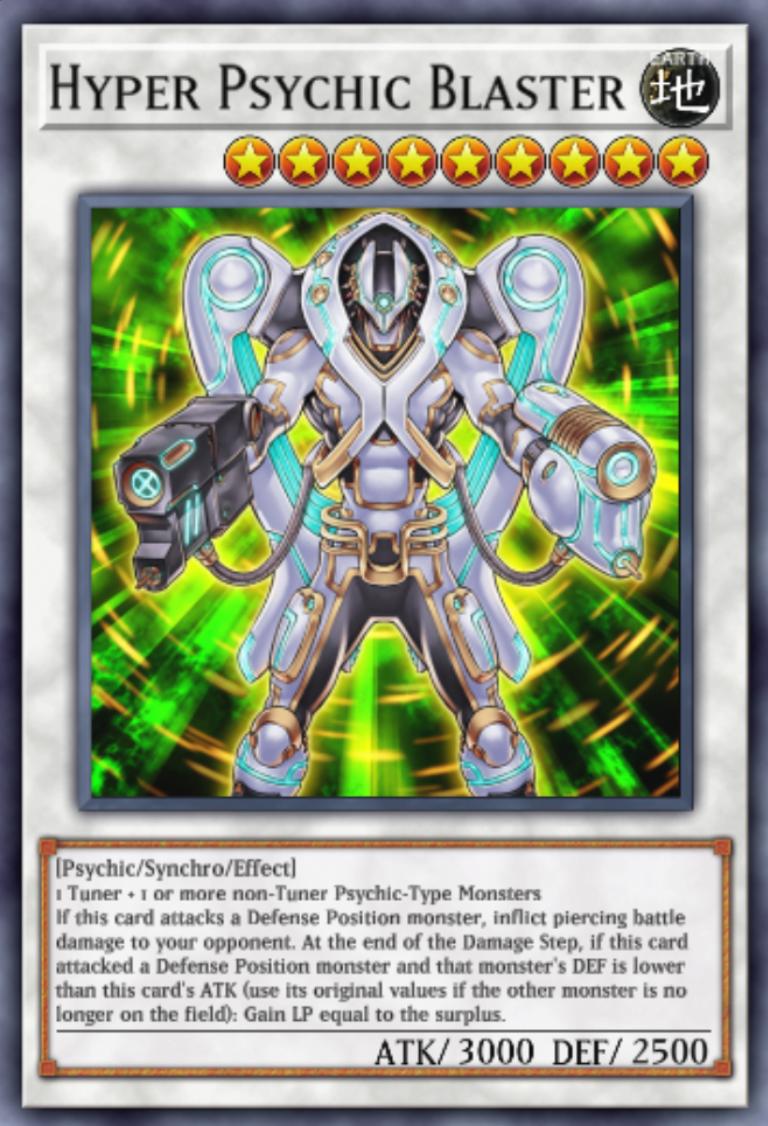 HYPER PSYCHIC BLASTER
EARTH
地
[Psychic/Synchro/Effect]
1 Tuner + 1 or more non-Tuner Psychic-Type Monsters
If this card attacks a Defense Position monster, inflict piercing battle
damage to your opponent. At the end of the Damage Step, if this card
attacked a Defense Position monster and that monster's DEF is lower
than this card's ATK (use its original values if the other monster is no
longer on the field): Gain LP equal to the surplus.
ATK/ 3000 DEF/ 2500